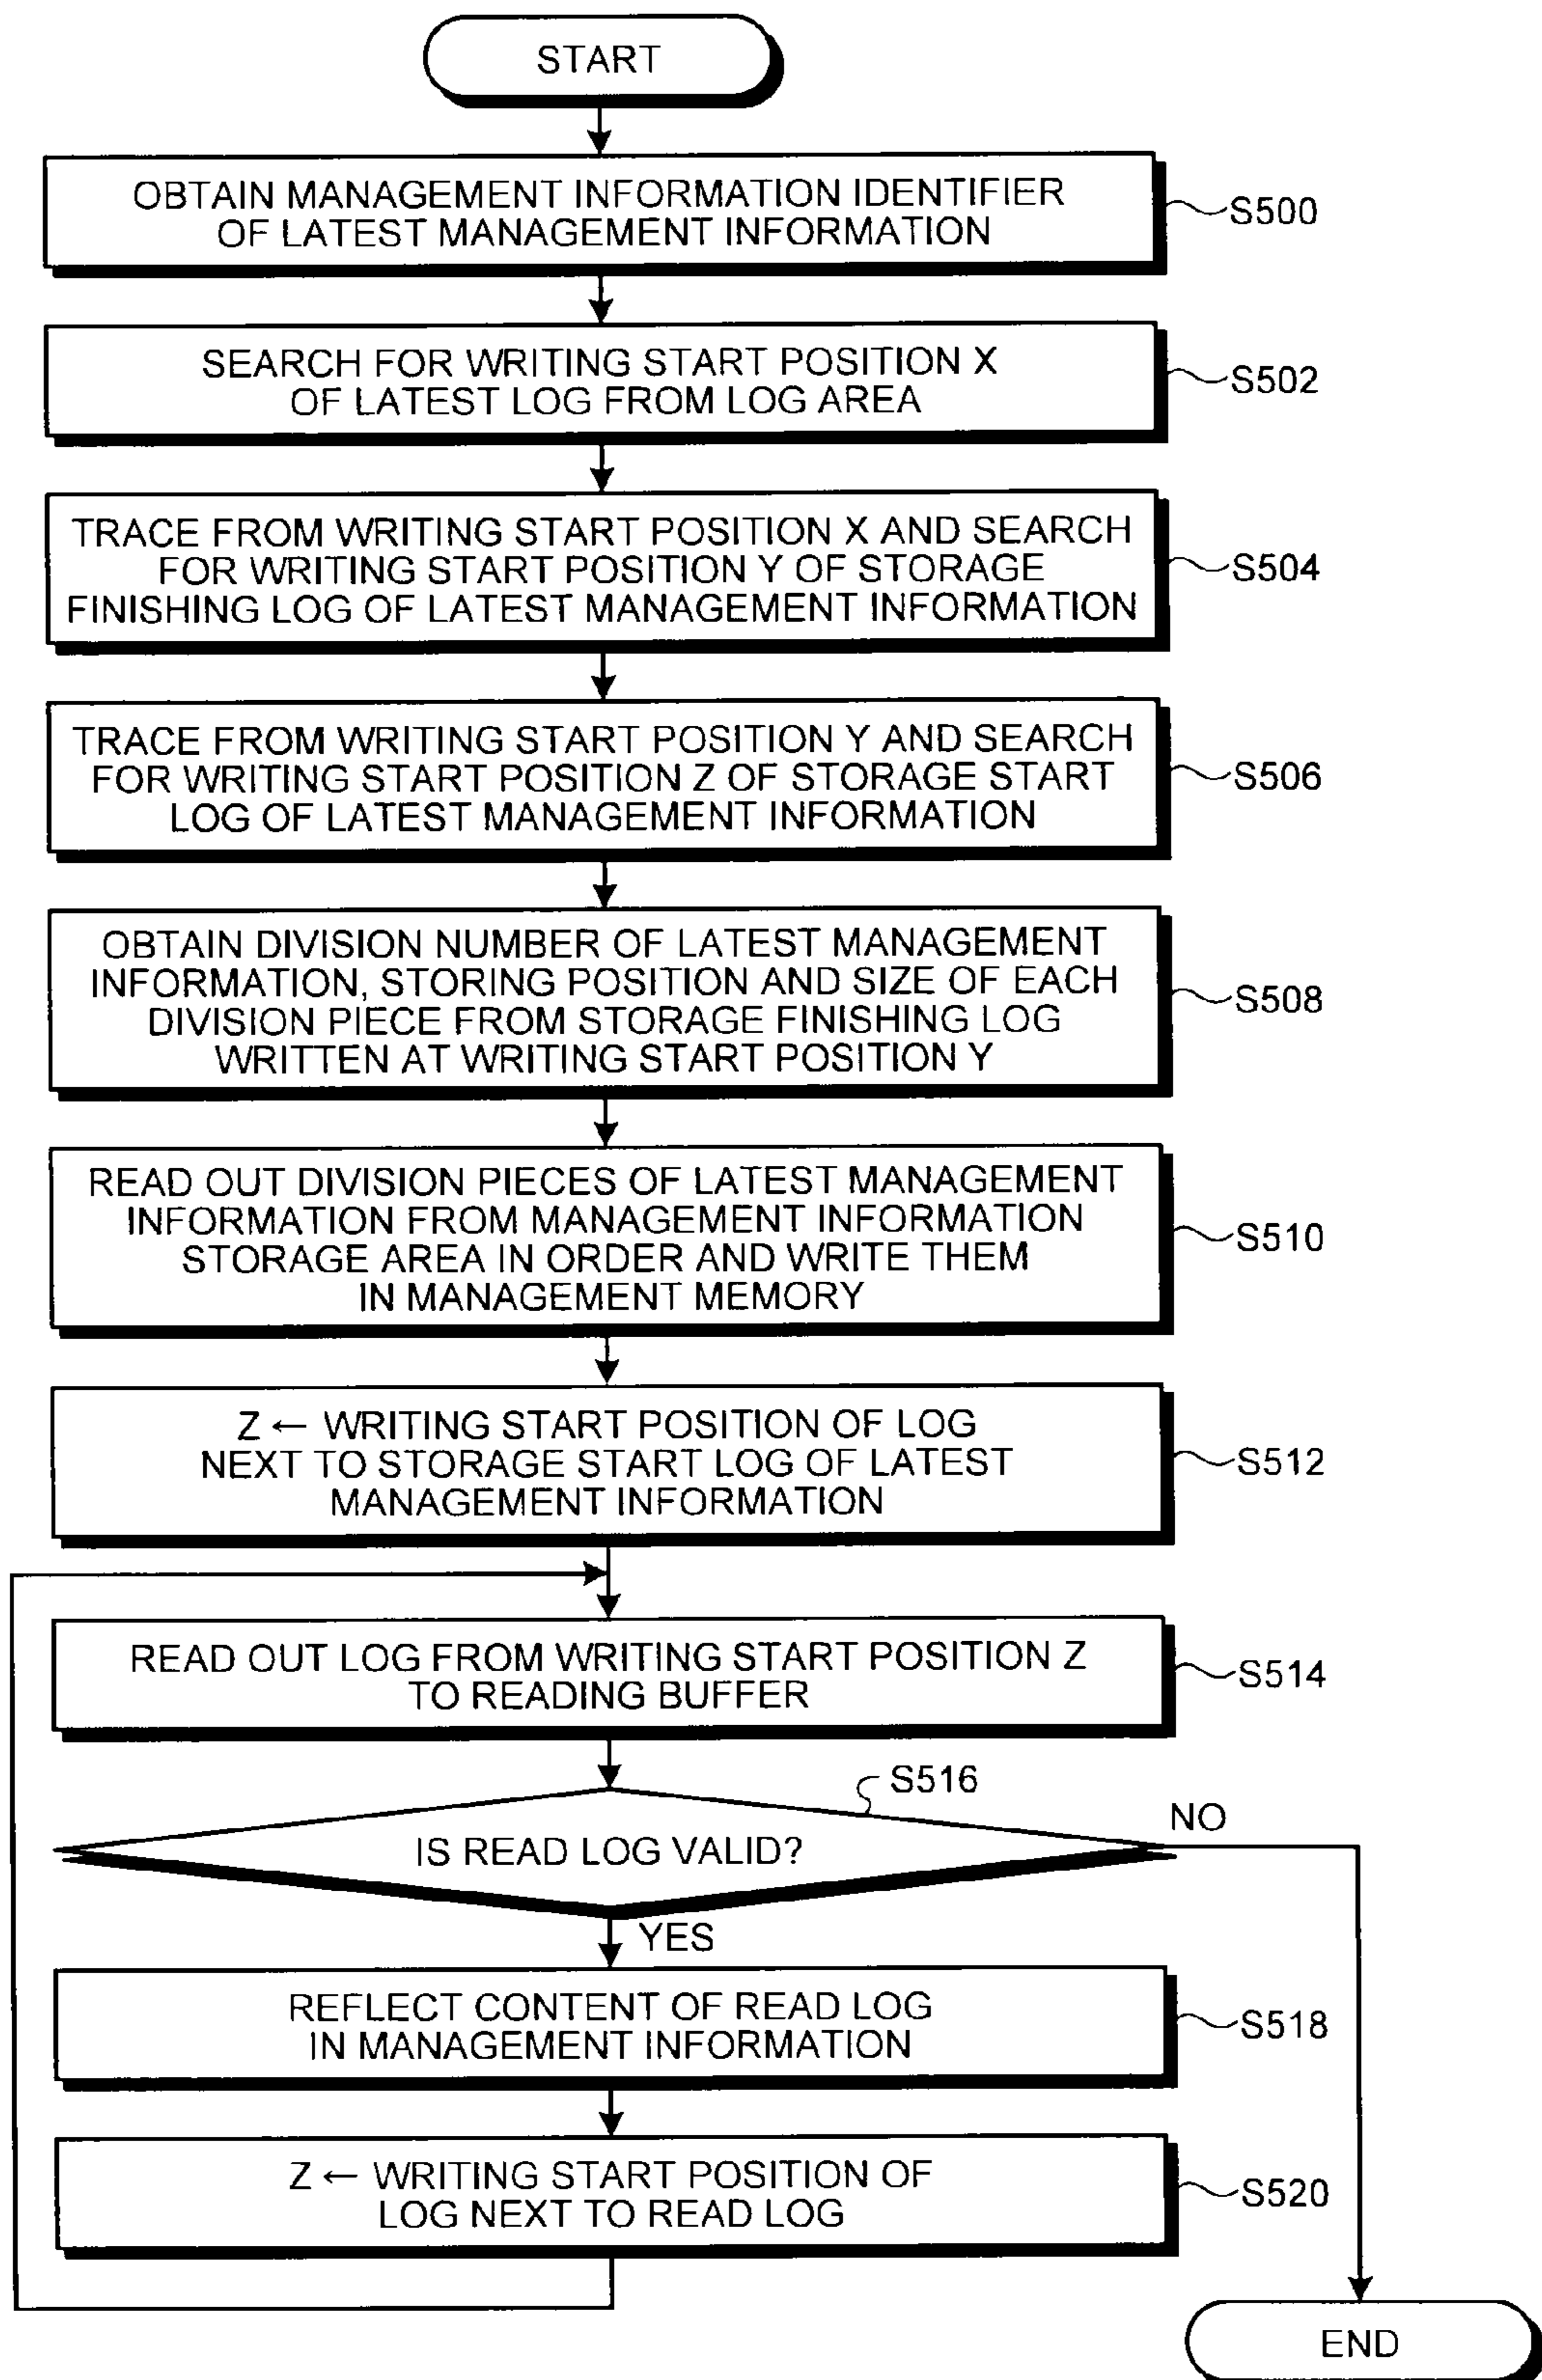 START
OBTAIN MANAGEMENT INFORMATION IDENTIFIER
OF LATEST MANAGEMENT INFORMATION
S500
SEARCH FOR WRITING START POSITION X
OF LATEST LOG FROM LOG AREA
S502
TRACE FROM WRITING START POSITION X AND SEARCH
FOR WRITING START POSITION Y OF STORAGE
FINISHING LOG OF LATEST MANAGEMENT INFORMATION
S504
TRACE FROM WRITING START POSITION Y AND SEARCH
FOR WRITING START POSITION Z OF STORAGE START
LOG OF LATEST MANAGEMENT INFORMATION
S506
OBTAIN DIVISION NUMBER OF LATEST MANAGEMENT
INFORMATION, STORING POSITION AND SIZE OF EACH
DIVISION PIECE FROM STORAGE FINISHING LOG
WRITTEN AT WRITING START POSITION Y
S508
READ OUT DIVISION PIECES OF LATEST MANAGEMENT
INFORMATION FROM MANAGEMENT INFORMATION
STORAGE AREA IN ORDER AND WRITE THEM
IN MANAGEMENT MEMORY
S510
Z ← WRITING START POSITION OF LOG
NEXT TO STORAGE START LOG OF LATEST
MANAGEMENT INFORMATION
S512
READ OUT LOG FROM WRITING START POSITION Z
TO READING BUFFER
S514
S516
IS READ LOG VALID?
NO
YES
REFLECT CONTENT OF READ LOG
IN MANAGEMENT INFORMATION
S518
Z ← WRITING START POSITION OF
LOG NEXT TO READ LOG
S520
END